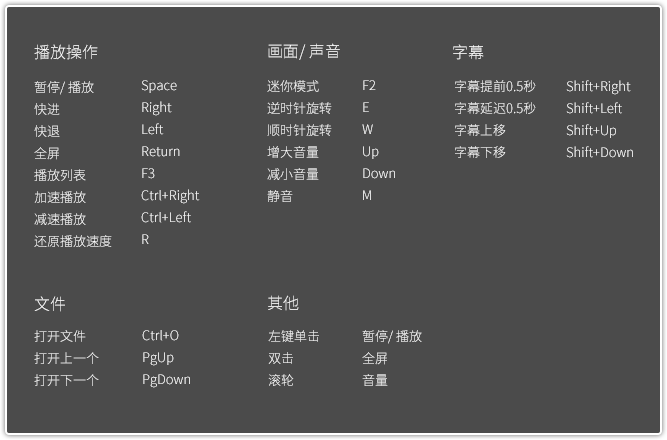 播放操作
暂停/ 播放 Space
快进 Right
快退 Left
全屏 Return
播放列表 F3
加速播放 Ctrl+Right
减速播放 Ctrl+Left
还原播放速度 R
画面/ 声音
迷你模式 F2
逆时针旋转 E
顺时针旋转 W
增大音量 Up
减小音量 Down
静音 M
字幕
字幕提前0.5秒 Shift+Right
字幕延迟0.5秒 Shift+Left
字幕上移 Shift+Up
字幕下移 Shift+Down
文件
打开文件 Ctrl+O
打开上一个 PgUp
打开下一个 PgDown
其他
左键单击 暂停/ 播放
双击 全屏
滚轮 音量